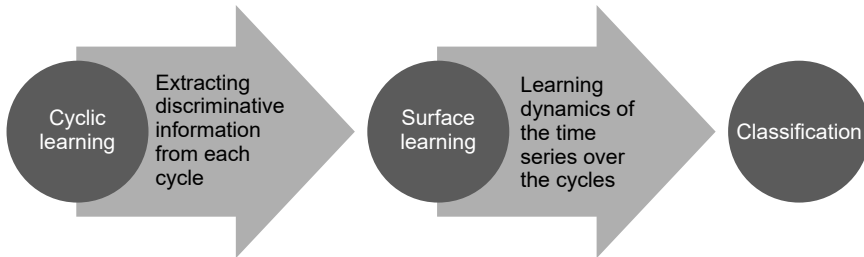 Cyclic
learning
Extracting
discriminative
information
from each
cycle
Surface
learning
Learning
dynamics of
the time
series over
the cycles
Classification